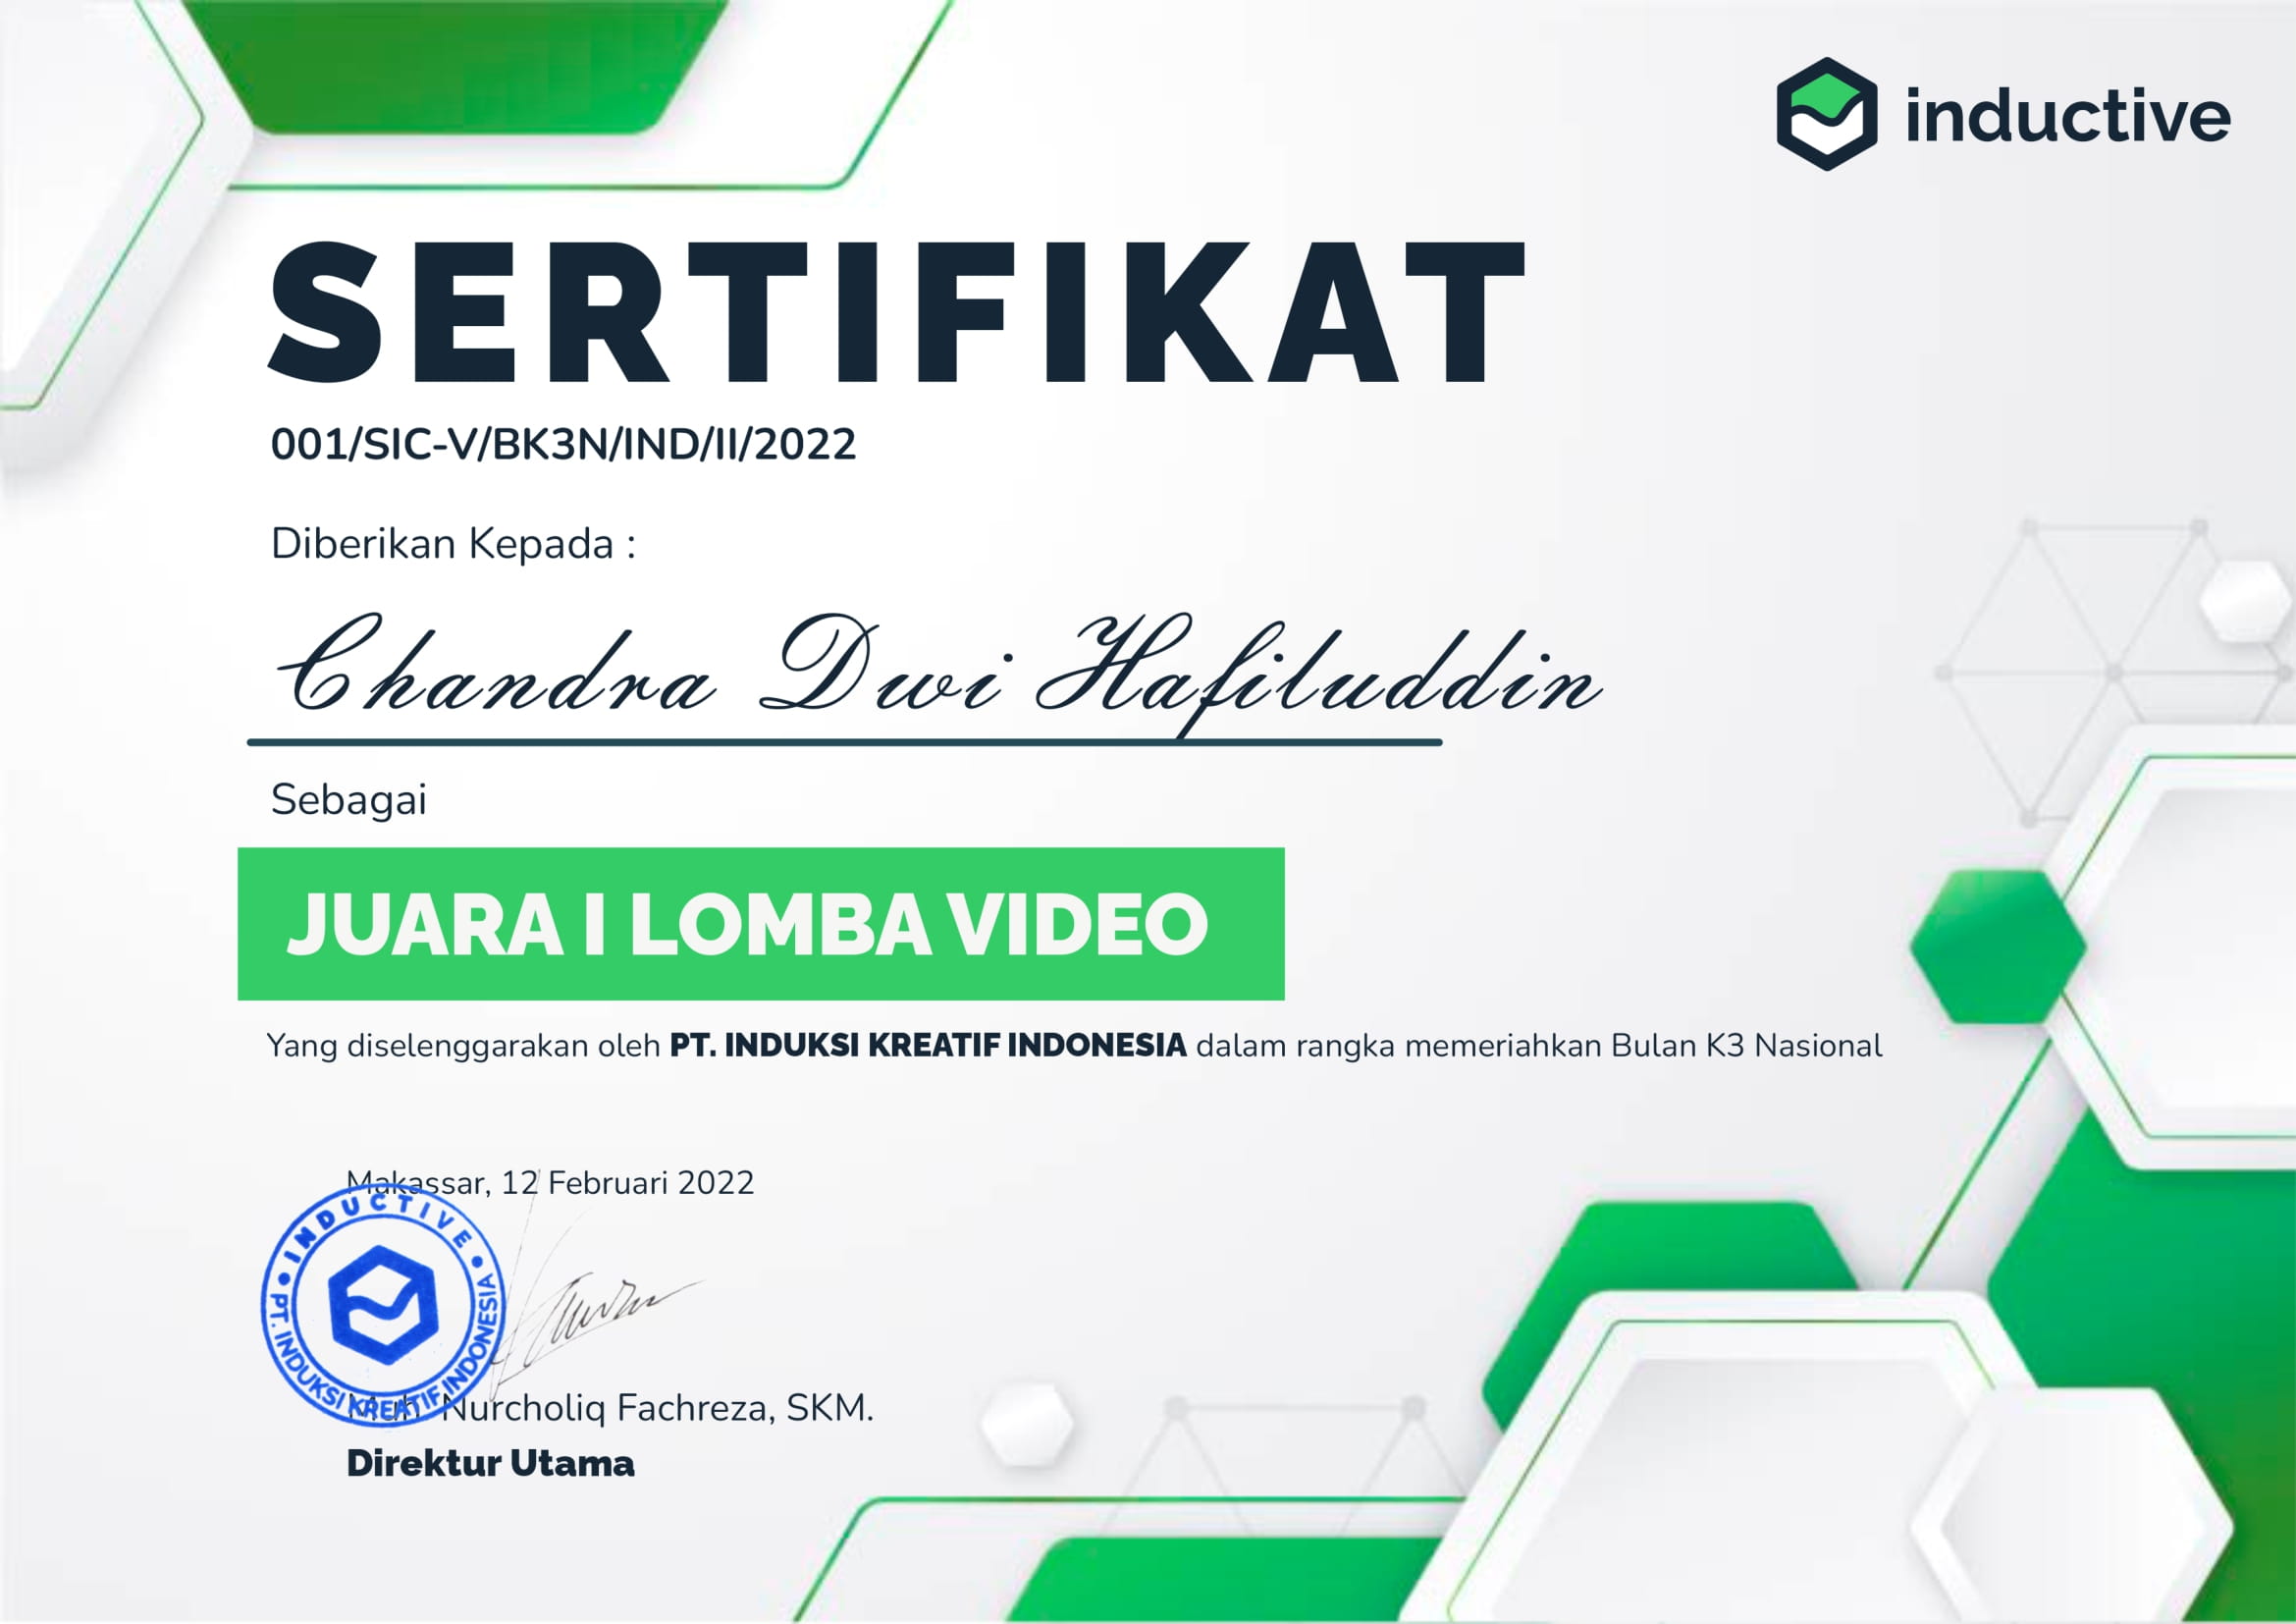 inductive
SERTIFIKAT
001/SIC-V/BK3N/IND/II/2022
Diberikan Kepada :
Chandra Dwi Hafiluddin
Sebagai
JUARA I LOMBA VIDEO
Yang diselenggarakan oleh PT. INDUKSI KREATIF INDONESIA dalam rangka memeriahkan Bulan K3 Nasional
Makassar, 12 Februari 2022
INDUCTIVE
PT. INDUKSI KREATIF INDONESIA
Muh Nurcholiq Fachreza, SKM.
Direktur Utama